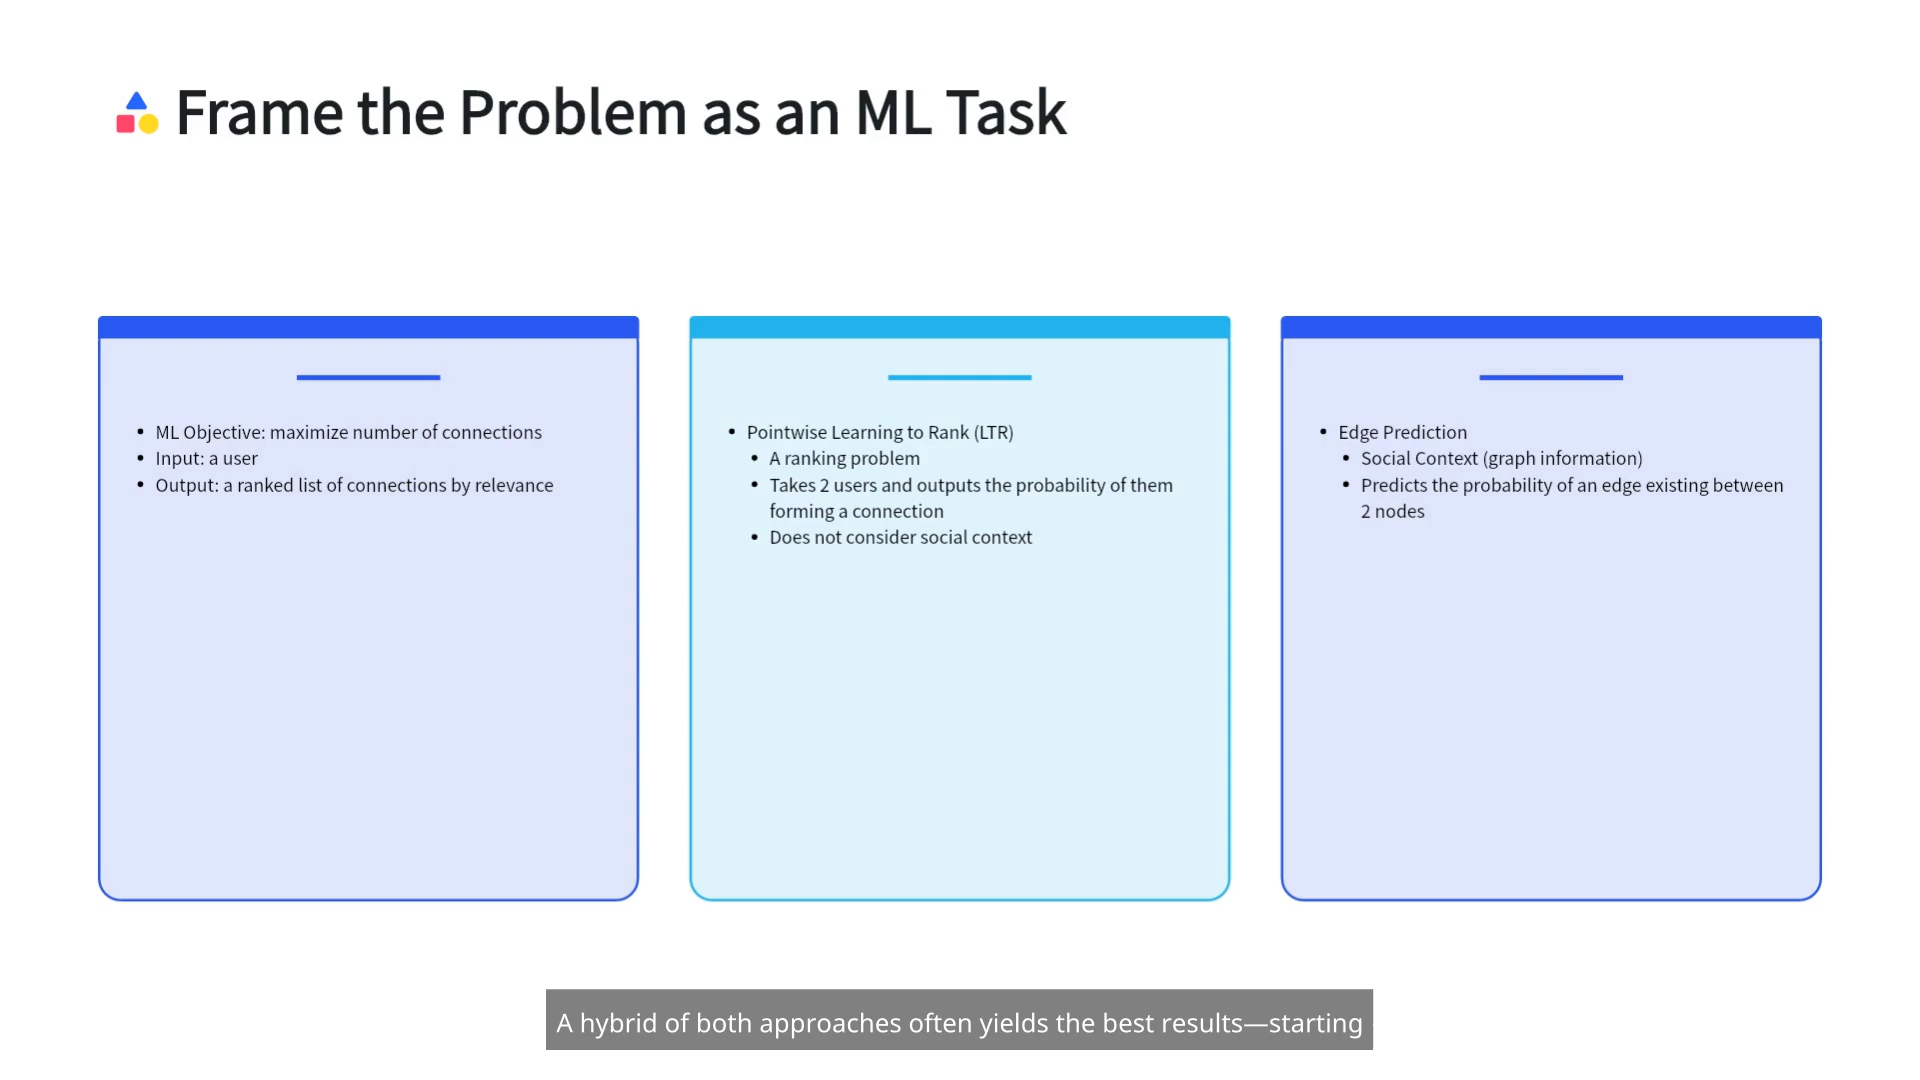 Frame the Problem as an ML Task
• ML Objective: maximize number of connections
• Input: a user
• Output: a ranked list of connections by relevance
• Pointwise Learning to Rank (LTR)
• A ranking problem
• Takes 2 users and outputs the probability of them
forming a connection
• Does not consider social context
• Edge Prediction
• Social Context (graph information)
• Predicts the probability of an edge existing between
2 nodes
A hybrid of both approaches often yields the best results—starting